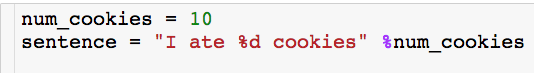 num_cookies = 10
sentence = "I ate %d cookies" %num_cookies